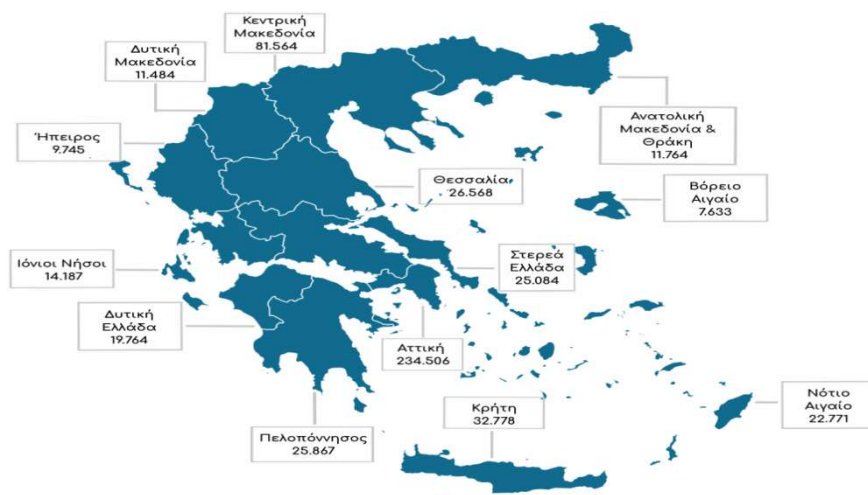 Κεντρική
Μακεδονία
81.564
Δυτική
Μακεδονία
11.484
Ήπειρος
9.745
Ανατολική
Μακεδονία &
Θράκη
11.764
Θεσσαλία
26.568
Βόρειο
Αιγαίο
7.633
Ιόνιοι Νήσοι
14.187
Στερεά
Ελλάδα
25.084
Δυτική
Ελλάδα
19.764
Αττική
234.506
Πελοπόννησος
25.867
Κρήτη
32.778
Νότιο
Αιγαίο
22.771